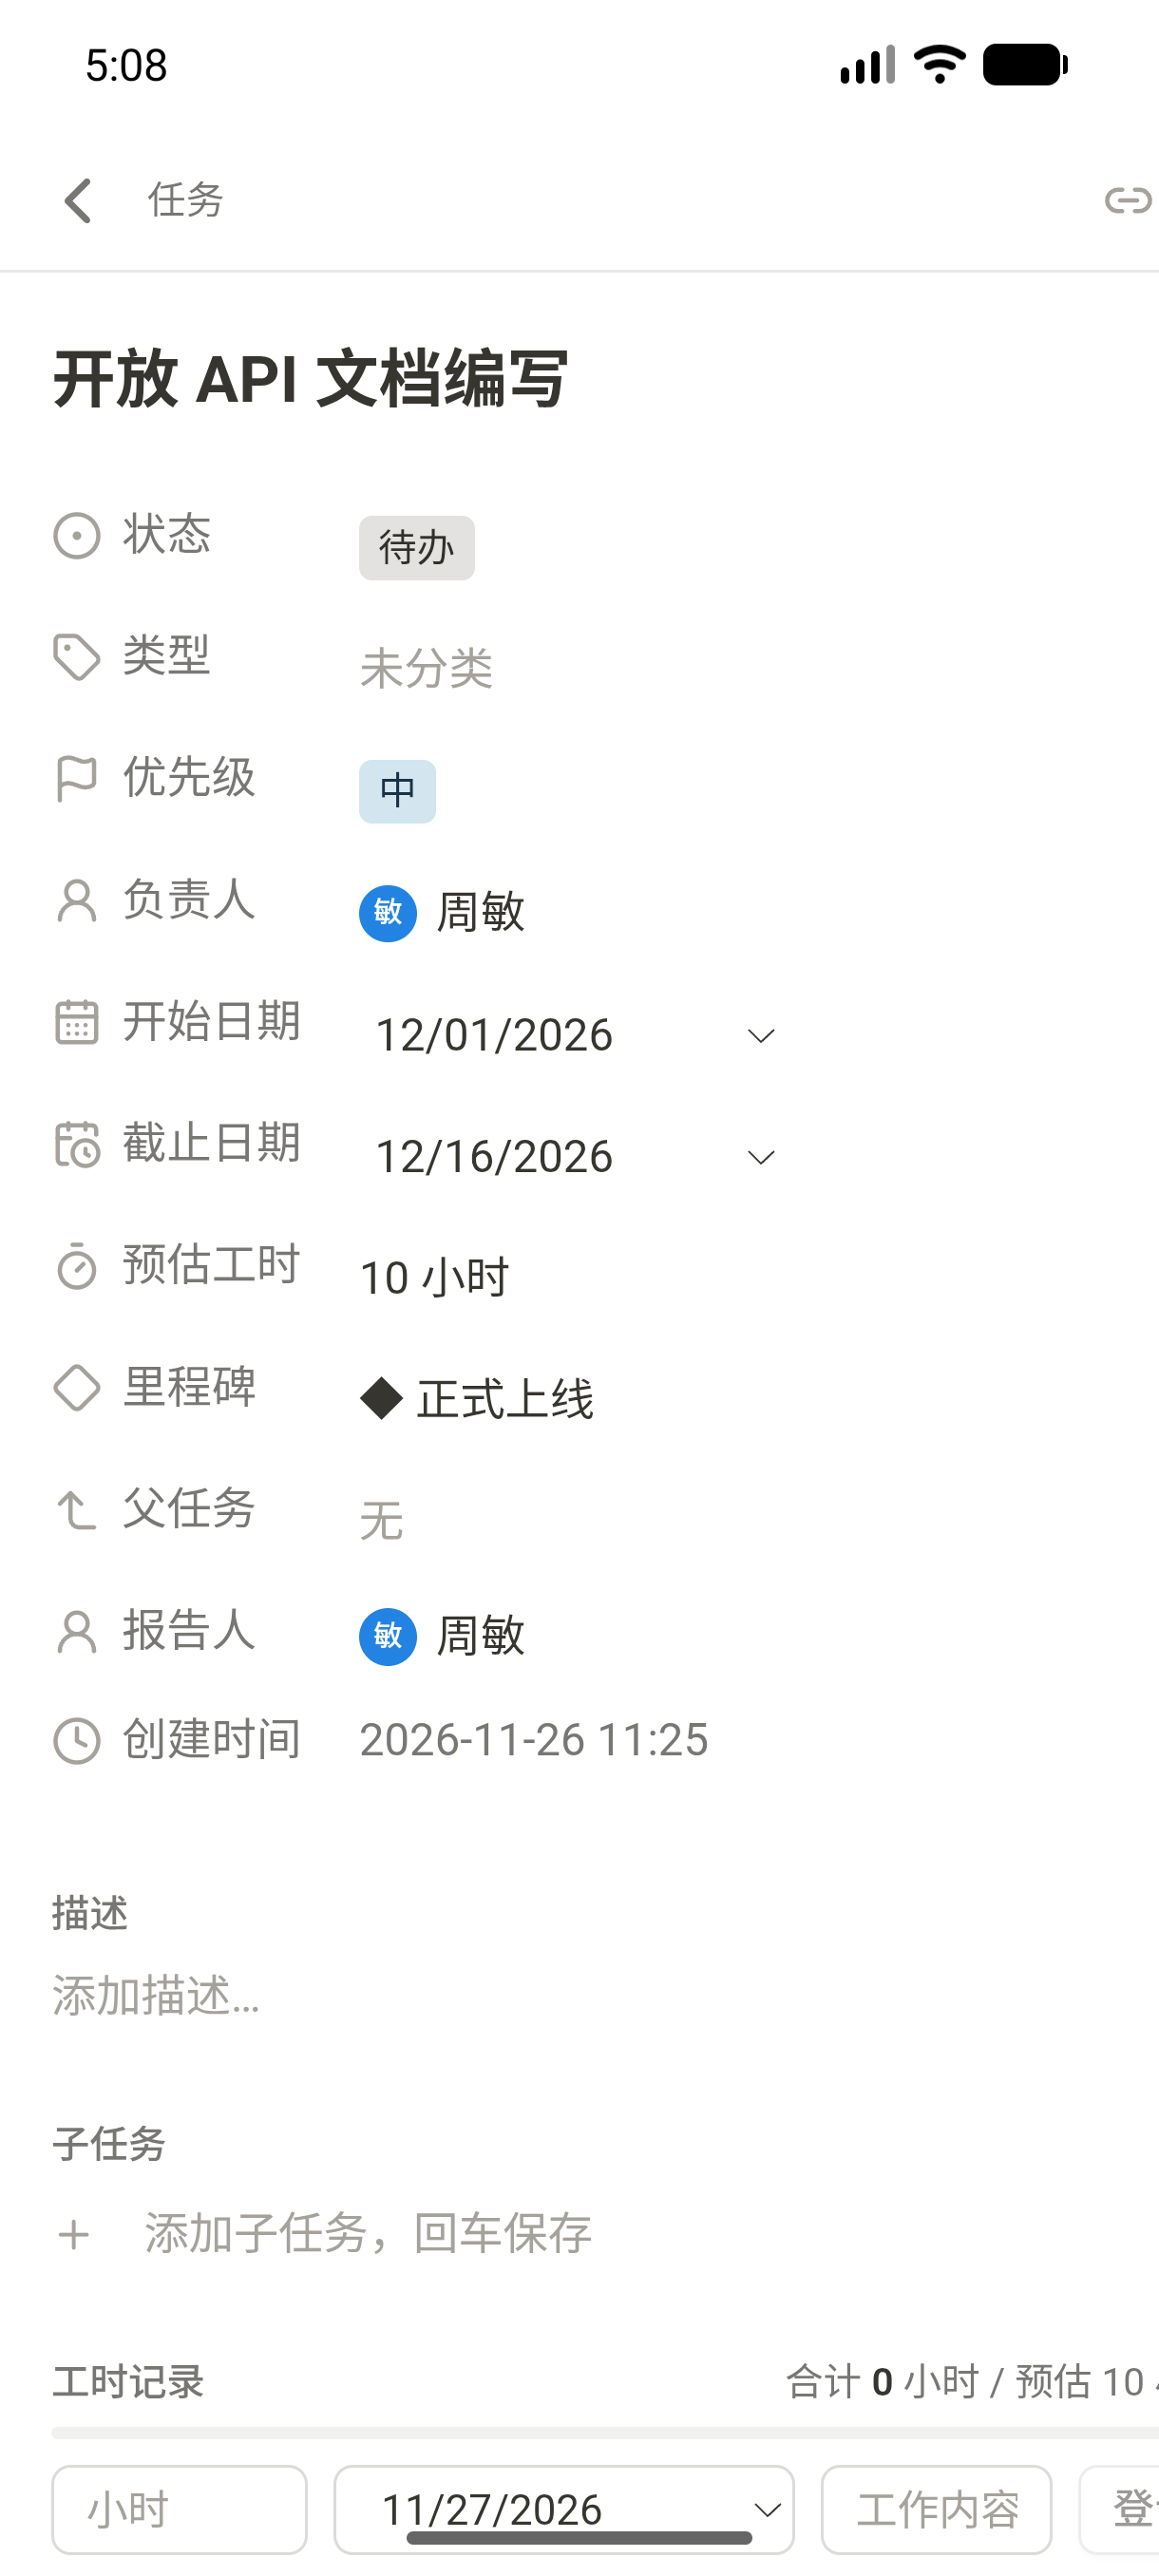 5:08
任务
开放 API 文档编写
状态 待办
类型 未分类
优先级 中
负责人 敏 周敏
开始日期 12/01/2026
截止日期 12/16/2026
预估工时 10 小时
里程碑 ◆ 正式上线
父任务 无
报告人 敏 周敏
创建时间 2026-11-26 11:25
描述
添加描述...
子任务
+ 添加子任务，回车保存
工时记录 合计 0 小时 / 预估 10
小时 11/27/2026 工作内容 登